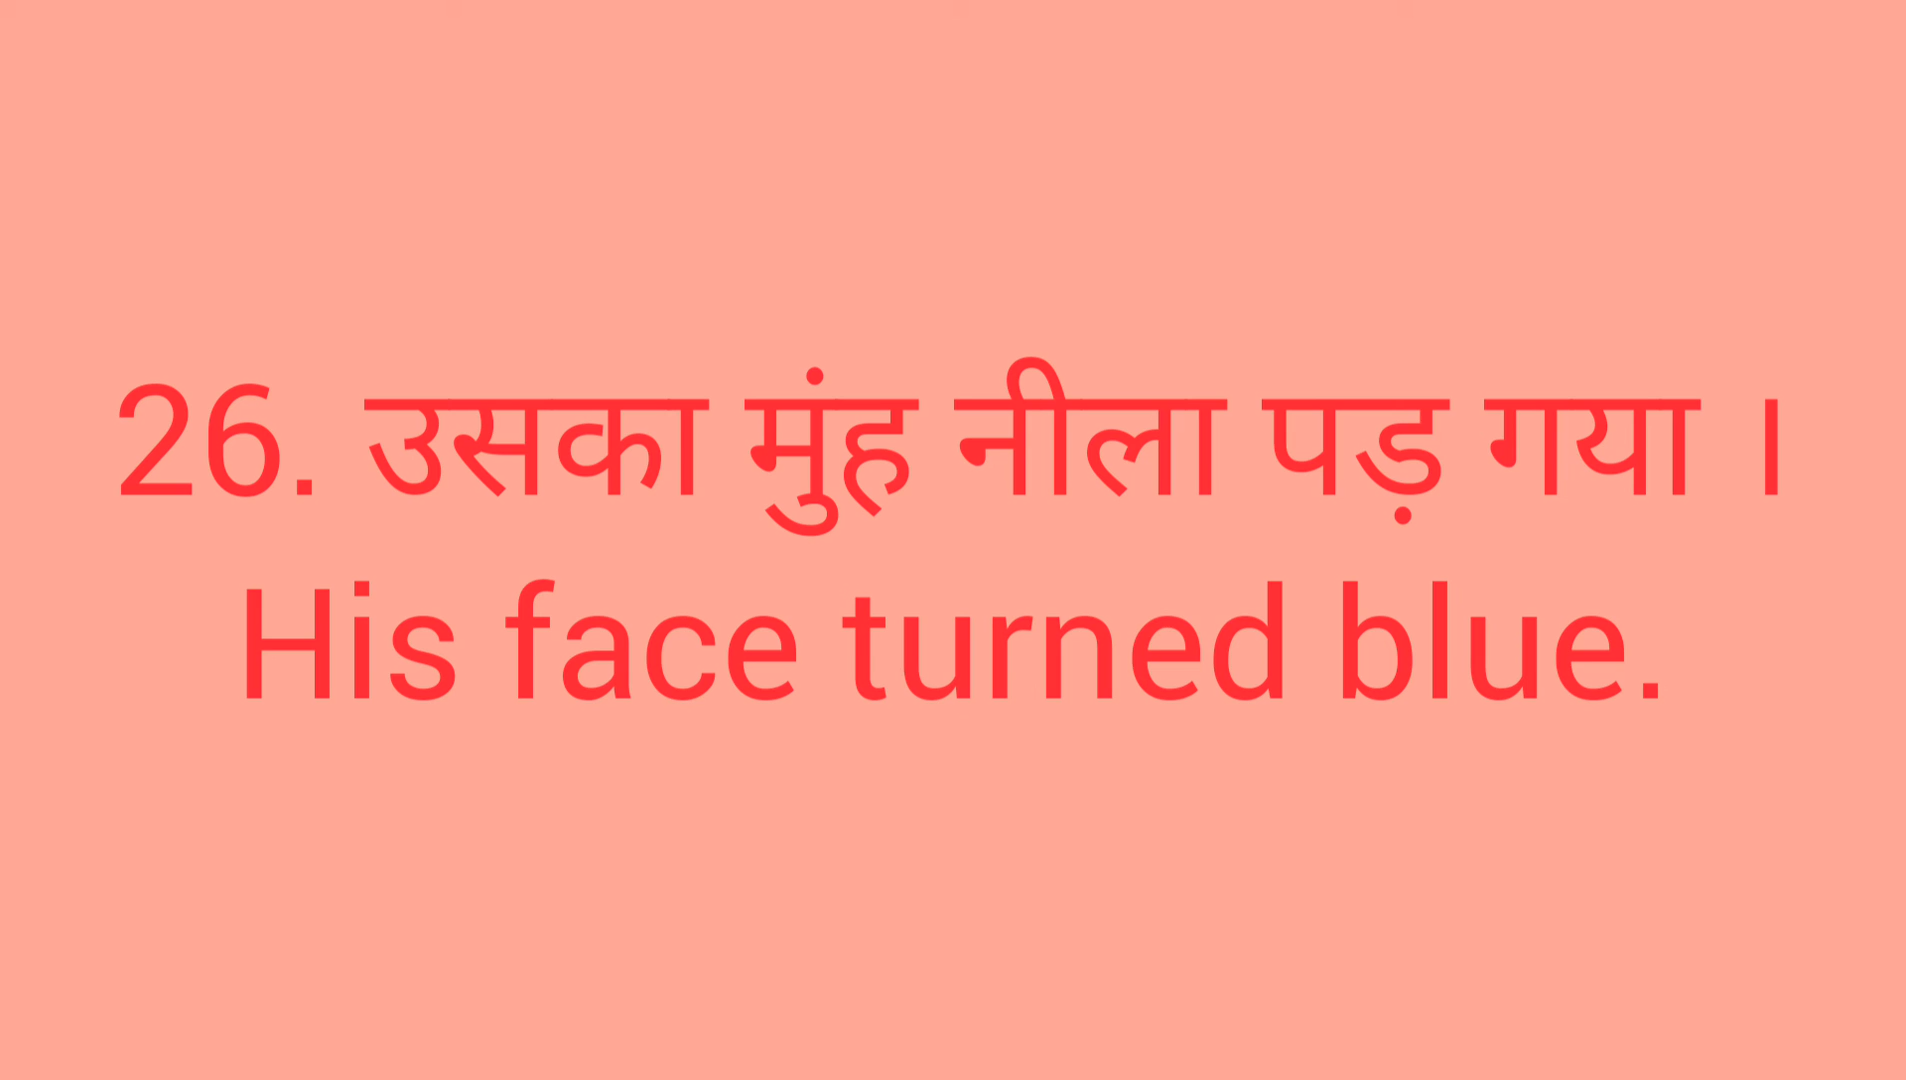 26. उसका मुंह नीला पड़ गया ।
His face turned blue.